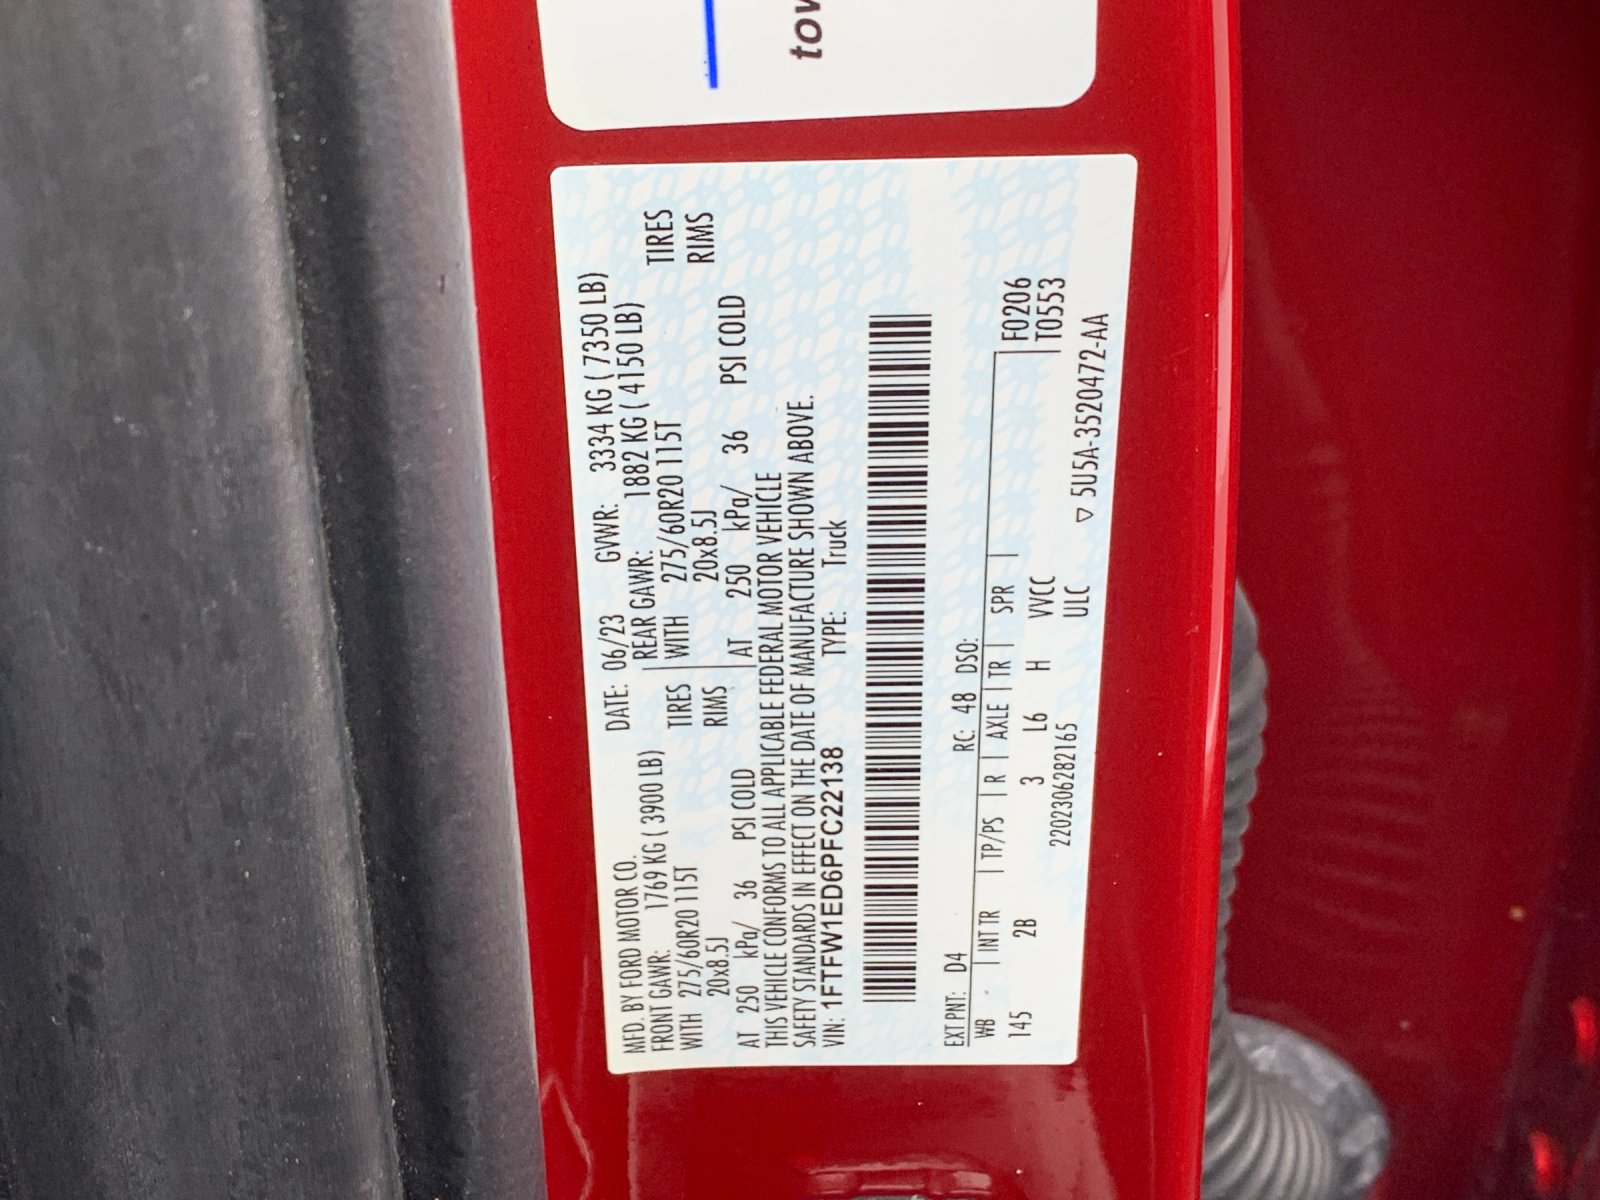 tow
MFD. BY FORD MOTOR CO. DATE: 06/23 GVWR: 3334 KG ( 7350 LB)
FRONT GAWR: 1769 KG ( 3900 LB) REAR GAWR: 1882 KG ( 4150 LB)
WITH 275/60R20 115T TIRES WITH 275/60R20 115T TIRES
20x8.5J RIMS 20x8.5J RIMS
AT 250 kPa/ 36 PSI COLD AT 250 kPa/ 36 PSI COLD
THIS VEHICLE CONFORMS TO ALL APPLICABLE FEDERAL MOTOR VEHICLE
SAFETY STANDARDS IN EFFECT ON THE DATE OF MANUFACTURE SHOWN ABOVE.
VIN: 1FTFW1ED6PFC22138 TYPE: Truck
EXT PNT: D4 RC: 48 DSO:
WB INT TR TP/PS R AXLE TR SPR F0206
145 2B 3 L6 H VVCC T0553
2202306282165 ULC
▽ 5U5A-3520472-AA